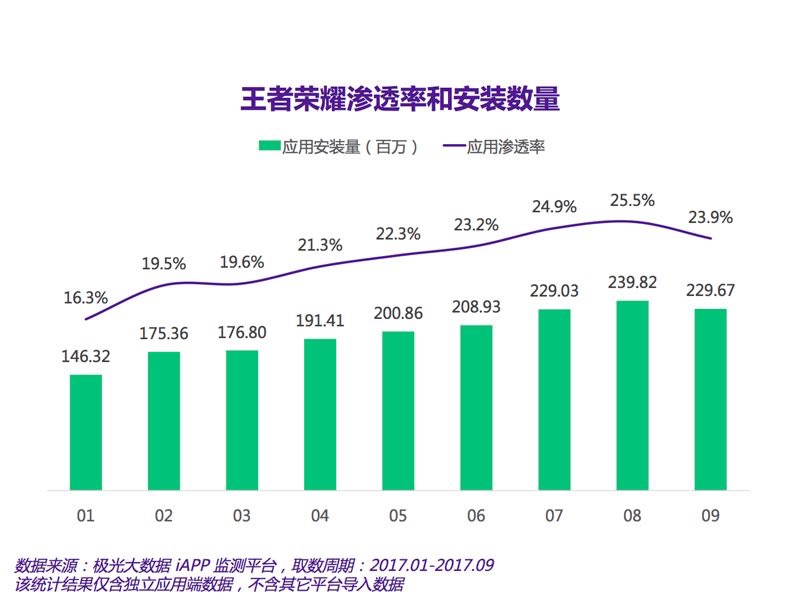 王者荣耀渗透率和安装数量
应用安装量（百万） 应用渗透率
16.3% 19.5% 19.6% 21.3% 22.3% 23.2% 24.9% 25.5% 23.9%
146.32 175.36 176.80 191.41 200.86 208.93 229.03 239.82 229.67
01 02 03 04 05 06 07 08 09
数据来源：极光大数据 iAPP 监测平台，取数周期：2017.01-2017.09
该统计结果仅含独立应用端数据，不含其它平台导入数据